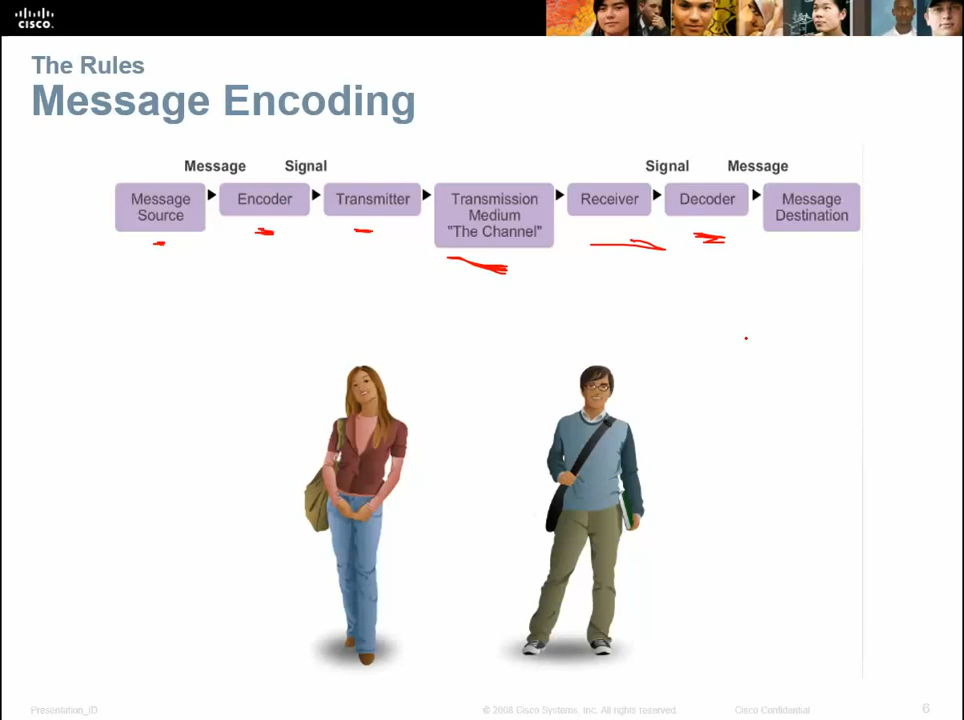 CISCO.
The Rules
Message Encoding
Message Signal Signal Message
Message Source
Encoder
Transmitter
Transmission Medium "The Channel"
Receiver
Decoder
Message Destination
Presentation_ID
© 2008 Cisco Systems, Inc. All rights reserved.
Cisco Confidential
6